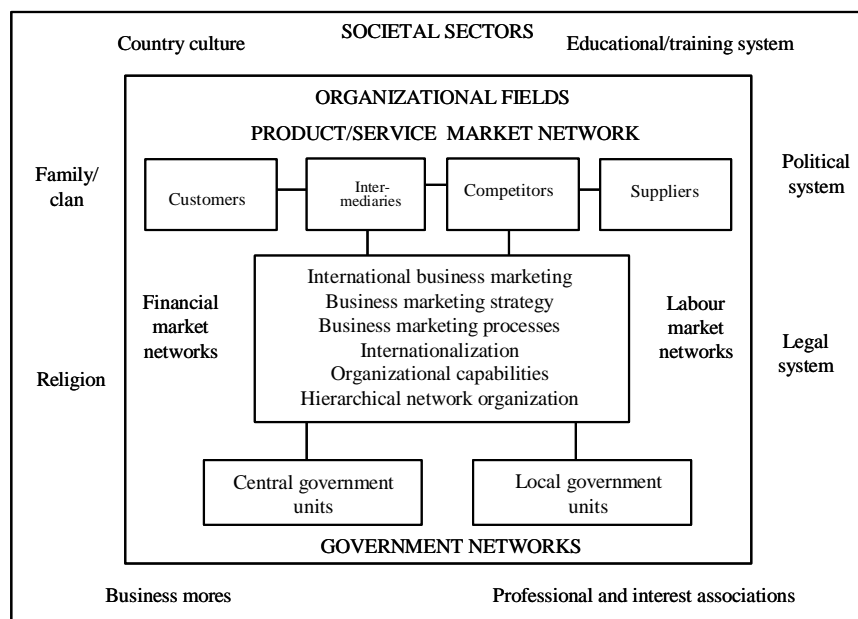 SOCIETAL SECTORS
Country culture
Educational/training system
ORGANIZATIONAL FIELDS
PRODUCT/SERVICE MARKET NETWORK
Family/
clan
Political
system
Customers
Inter-
mediaries
Competitors
Suppliers
International business marketing
Business marketing strategy
Business marketing processes
Internationalization
Organizational capabilities
Hierarchical network organization
Financial
market
networks
Labour
market
networks
Religion
Legal
system
Central government
units
Local government
units
GOVERNMENT NETWORKS
Business mores
Professional and interest associations